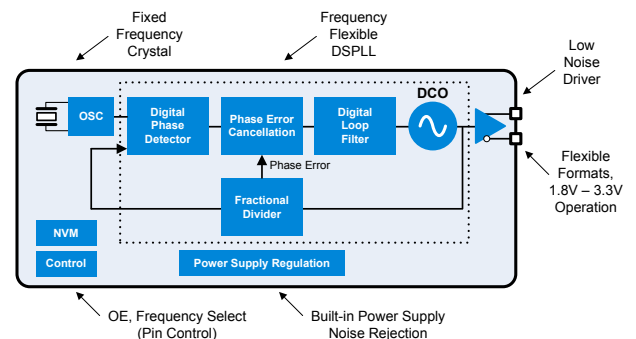 Fixed
Frequency
Crystal
Frequency
Flexible
DSPLL
Low
Noise
Driver
OSC
Digital
Phase
Detector
Phase Error
Cancellation
Digital
Loop
Filter
DCO
Phase Error
Fractional
Divider
Flexible
Formats,
1.8V – 3.3V
Operation
NVM
Control
Power Supply Regulation
OE, Frequency Select
(Pin Control)
Built-in Power Supply
Noise Rejection